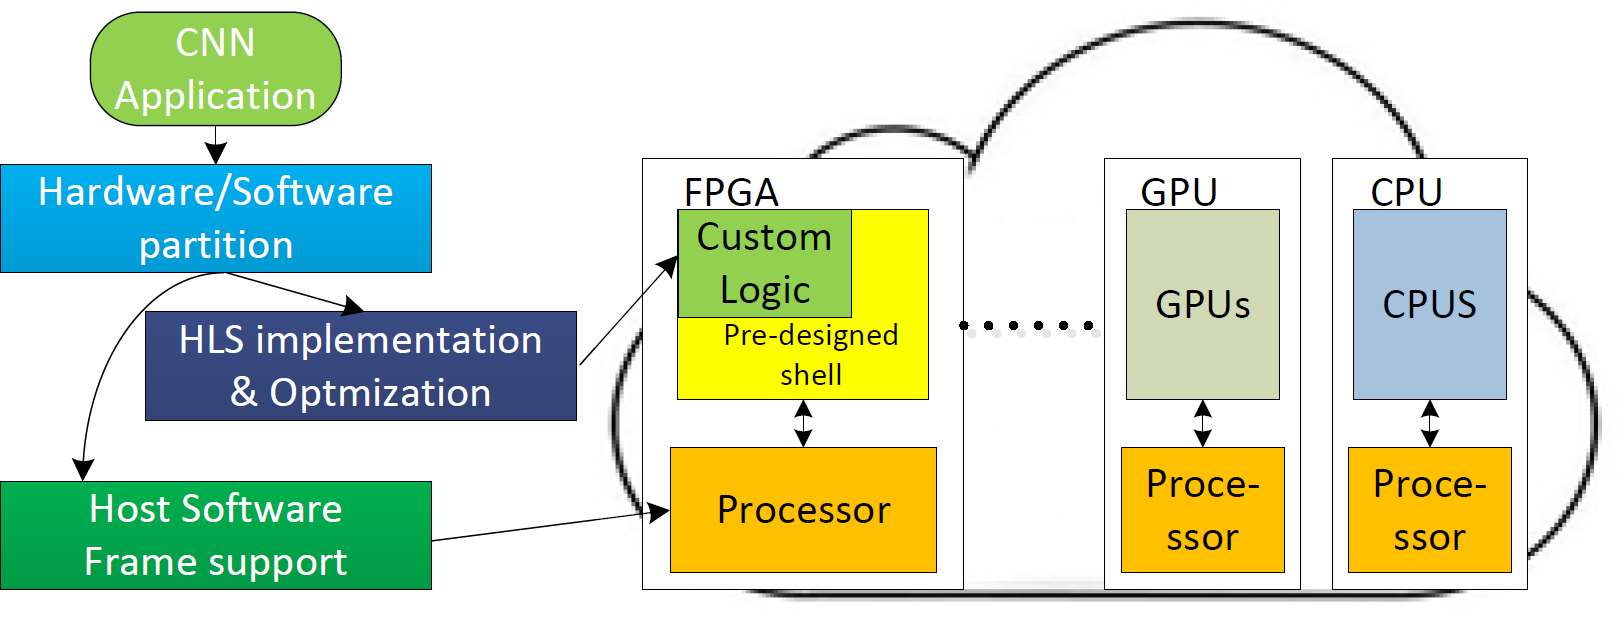 CNN
Application
Hardware/Software
partition
HLS implementation
& Optmization
Host Software
Frame support
FPGA
Custom
Logic
Pre-designed
shell
Processor
GPU
GPUs
Proce-
ssor
CPU
CPUS
Proce-
ssor